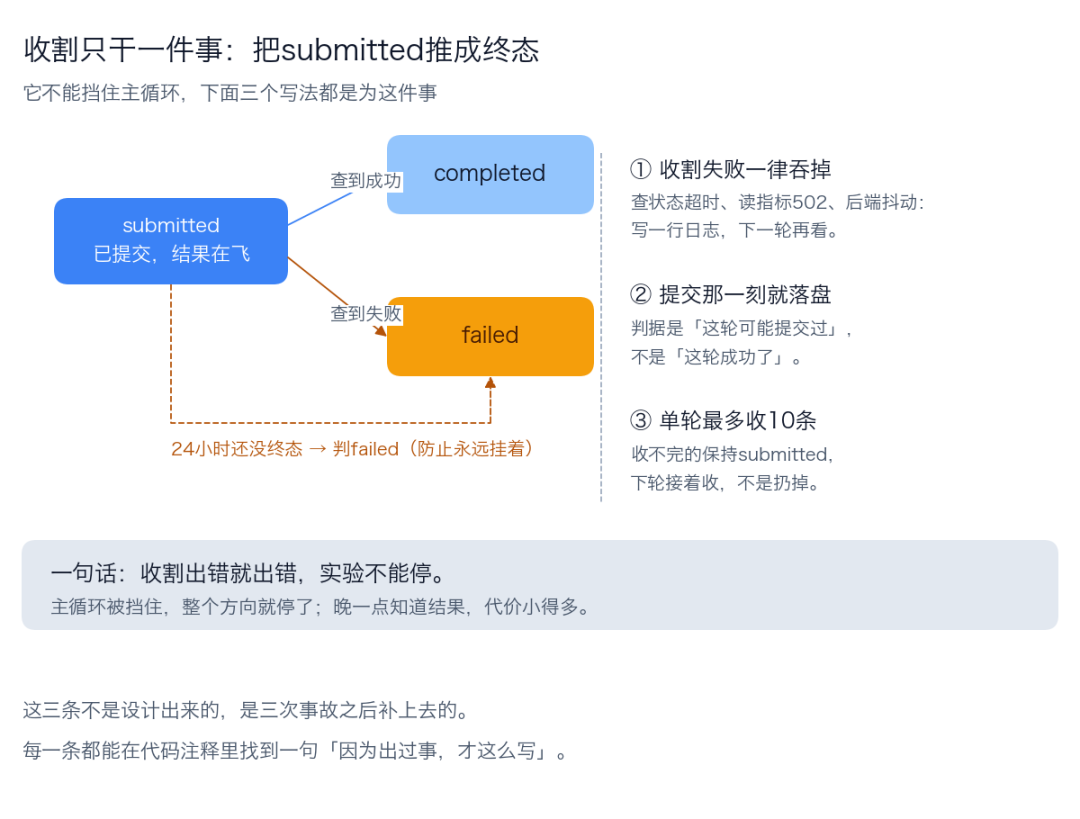 收割只干一件事：把submitted推成终态
它不能挡住主循环，下面三个写法都是为这件事
submitted
已提交，结果在飞
查到成功
completed
查到失败
failed
24小时还没终态 → 判failed（防止永远挂着）
① 收割失败一律吞掉
查状态超时、读指标502、后端抖动：
写一行日志，下一轮再看。
② 提交那一刻就落盘
判据是「这轮可能提交过」，
不是「这轮成功了」。
③ 单轮最多收10条
收不完的保持submitted，
下轮接着收，不是扔掉。
一句话：收割出错就出错，实验不能停。
主循环被挡住，整个方向就停了；晚一点知道结果，代价小得多。
这三条不是设计出来的，是三次事故之后补上去的。
每一条都能在代码注释里找到一句「因为出过事，才这么写」。